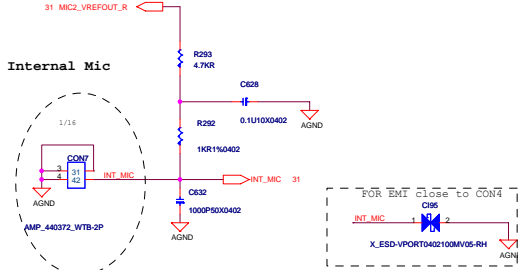 31 MIC2_VREFOUT_R
R293
4.7KR
Internal Mic
C628
0.1U10X0402
AGND
1/16
R292
1KR1%0402
CON7
3 31
4 42
INT_MIC
INT_MIC 31
AGND
C632
1000P50X0402
AGND
AMP_440372_WTB-2P
FOR EMI close to CON4
CI95
INT_MIC 1 2
X_ESD-VPORT0402100MV05-RH
AGND